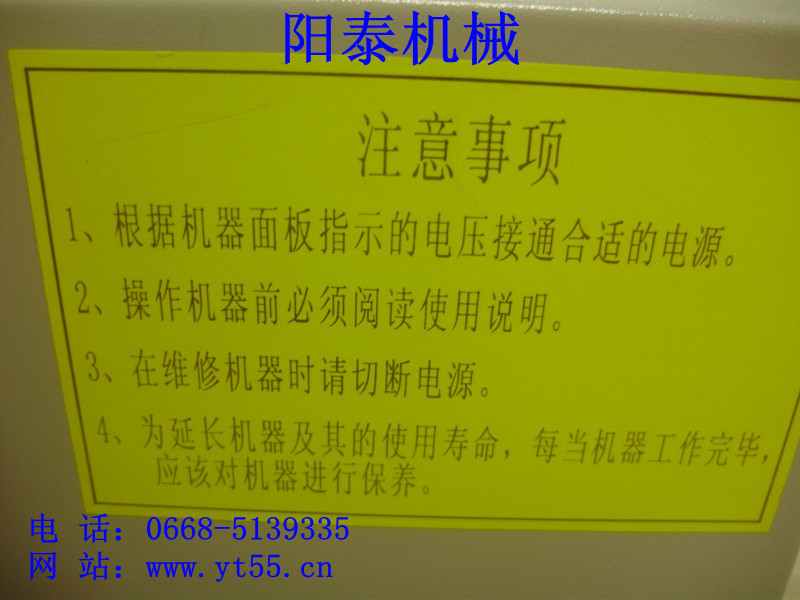 阳泰机械
注意事项
1、根据机器面板指示的电压接通合适的电源。
2、操作机器前必须阅读使用说明。
3、在维修机器时请切断电源。
4、为延长机器及其的使用寿命，每当机器工作完毕，
应该对机器进行保养。
电 话：0668-5139335
网 站：www.yt55.cn